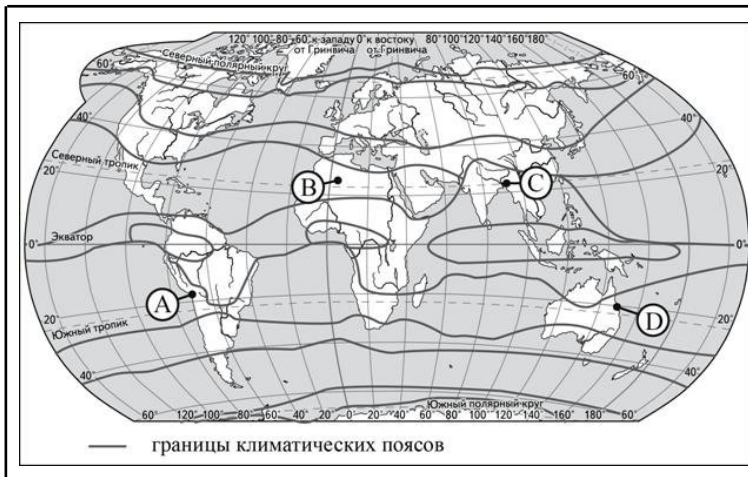 120° 100° 80° 60° к западу 0° к востоку 80° 100° 120° 140° 160° 180°
от Гринвича от Гринвича
Северный полярный круг
60° 60°
40° 40°
Северный тропик
20° 20°
B
C
Экватор
0° 0°
A
D
20° 20°
Южный тропик
40° 40°
Южный полярный круг
60° 120° 100° 80° 60° 40° 20° 0° 20° 40° 60° 80° 100° 120° 140° 160° 180° 60°
границы климатических поясов